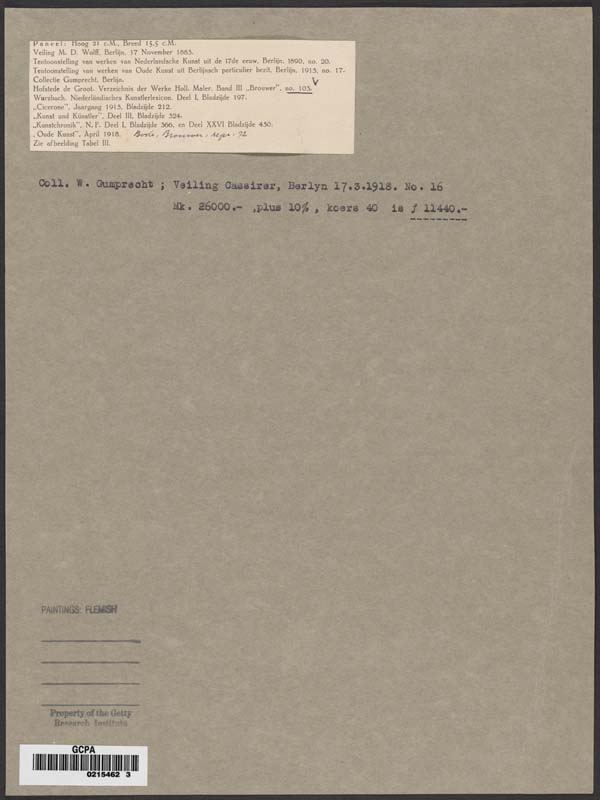 Paneel: Hoog 21 c.M., Breed 15,5 c.M.
Veiling M. D. Wolff, Berlijn, 17 November 1883.
Tentoonstelling van werken van Nederlandsche Kunst uit de 17de eeuw, Berlijn, 1890, no. 20.
Tentoonstelling van werken van Oude Kunst uit Berlijnsch particulier bezit, Berlijn, 1915, no. 17.
Collectie Gumprecht, Berlijn.
Hofstede de Groot. Verzeichnis der Werke Holl. Maler. Band III „Brouwer", no. 103.
Wurzbach. Niederländisches Kunstlerlexicon. Deel I, Bladzijde 197.
„Cicerone", Jaargang 1915, Bladzijde 212.
„Kunst und Künstler", Deel III, Bladzijde 324.
„Kunstchronik", N. F. Deel I, Bladzijde 366, en Deel XXVI Bladzijde 430.
„Oude Kunst", April 1918. Bode, Brouwer, 72
Zie afbeelding Tabel III.
Coll. W. Gumprecht ; Veiling Cassirer, Berlyn 17.3.1918. No. 16
Mk. 26000.- ,plus 10% , koers 40 is ƒ 11440.-
PAINTINGS: FLEMISH
Property of the Getty
Research Institute
GCPA
0215462 3